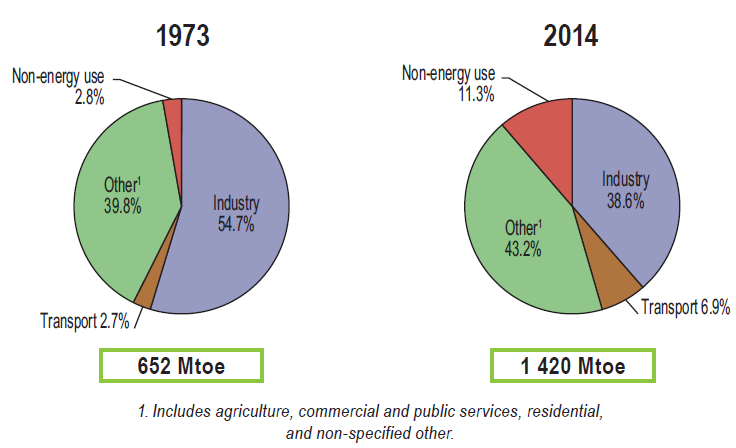 1973
2014
Non-energy use
2.8%
Other¹
39.8%
Industry
54.7%
Transport 2.7%
652 Mtoe
Non-energy use
11.3%
Industry
38.6%
Other¹
43.2%
Transport 6.9%
1 420 Mtoe
1. Includes agriculture, commercial and public services, residential,
and non-specified other.